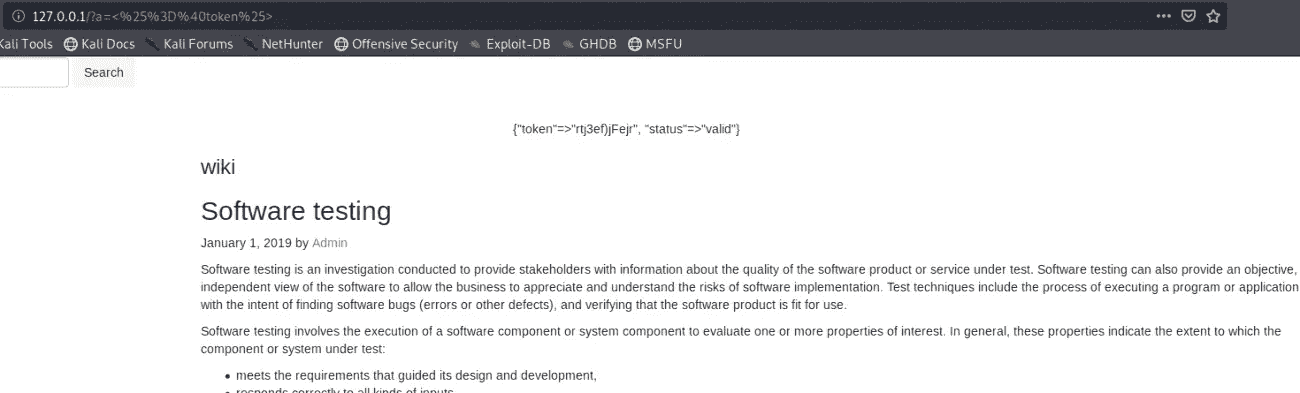 127.0.0.1/?a=<%25%3D%40token%25>
Kali Tools Kali Docs Kali Forums NetHunter Offensive Security Exploit-DB GHDB MSFU
Search
{"token"=>"rtj3ef)jFejr", "status"=>"valid"}
wiki
Software testing
January 1, 2019 by Admin
Software testing is an investigation conducted to provide stakeholders with information about the quality of the software product or service under test. Software testing can also provide an objective,
independent view of the software to allow the business to appreciate and understand the risks of software implementation. Test techniques include the process of executing a program or application
with the intent of finding software bugs (errors or other defects), and verifying that the software product is fit for use.
Software testing involves the execution of a software component or system component to evaluate one or more properties of interest. In general, these properties indicate the extent to which the
component or system under test:
• meets the requirements that guided its design and development,
• responds correctly to all kinds of inputs,